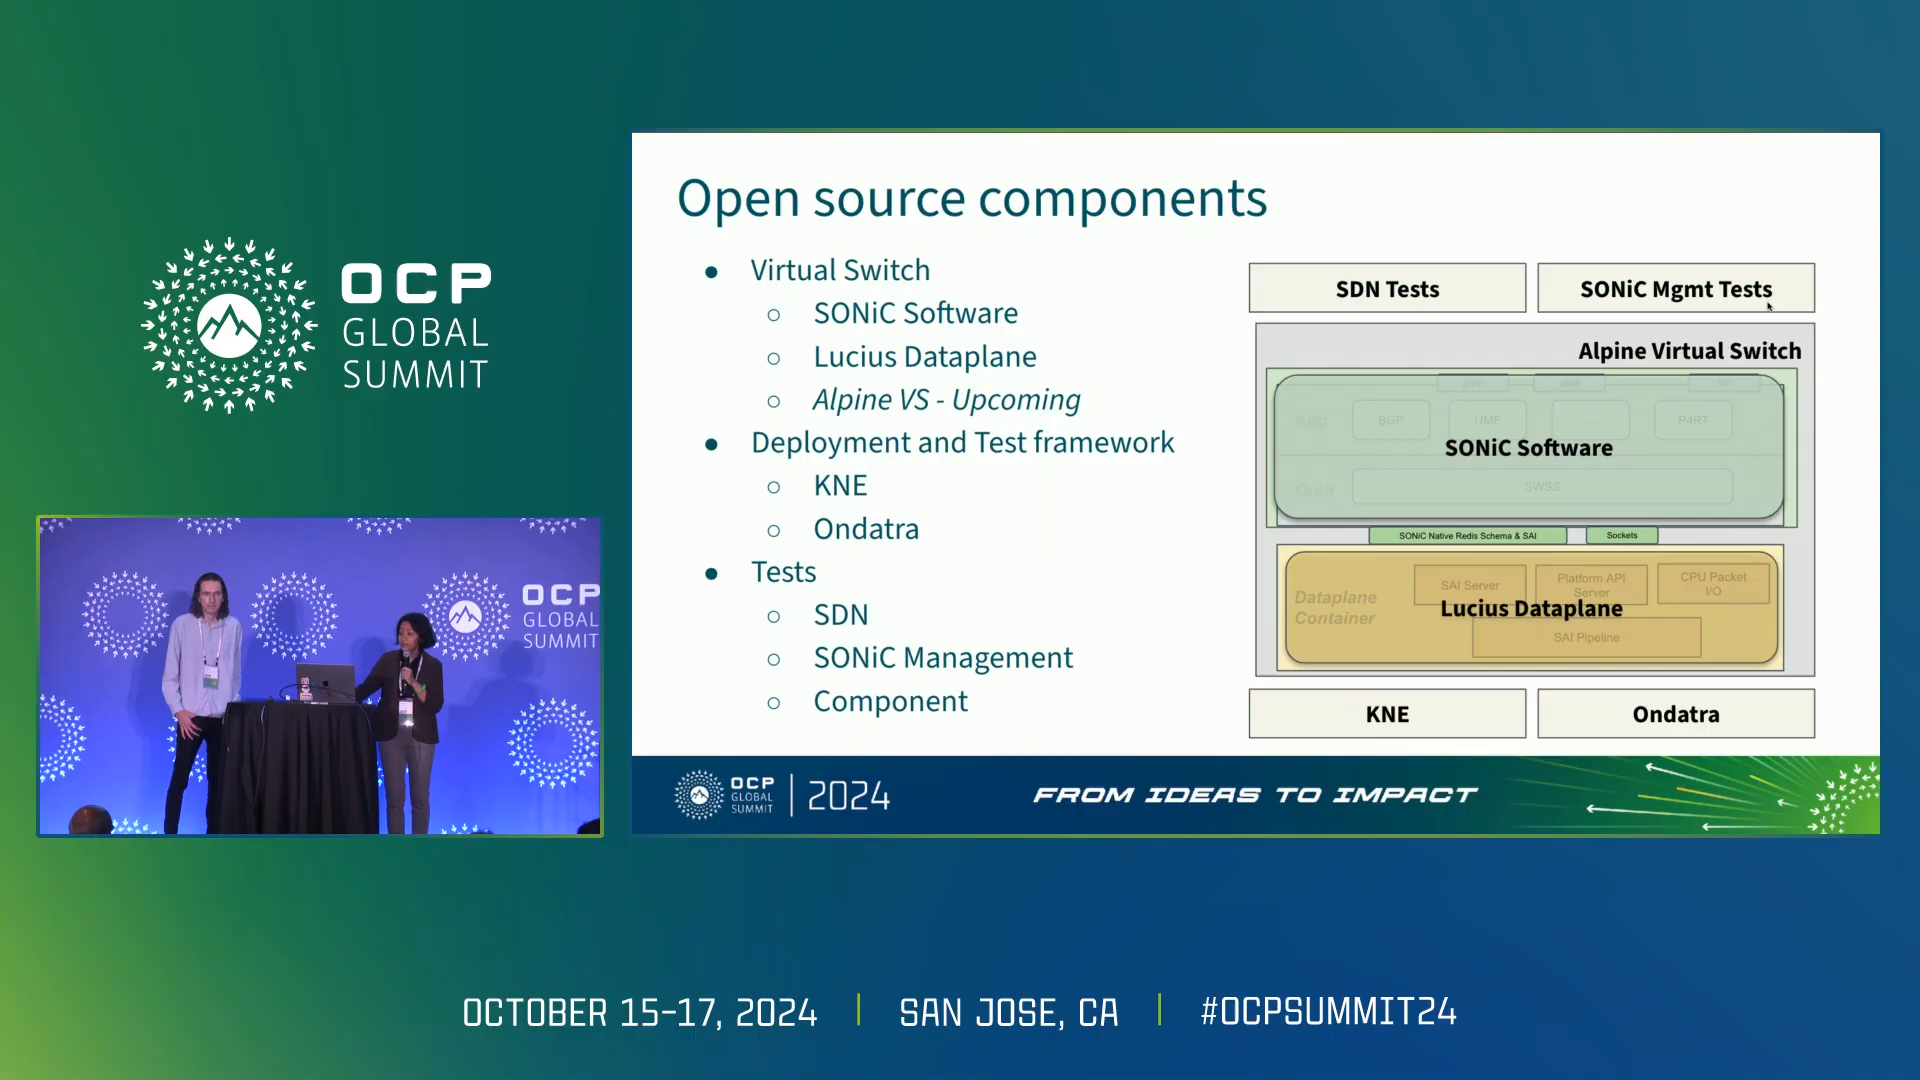 OCP
GLOBAL
SUMMIT
OCP
GLOBAL
SUMMIT
Open source components
● Virtual Switch
○ SONiC Software
○ Lucius Dataplane
○ Alpine VS - Upcoming
● Deployment and Test framework
○ KNE
○ Ondatra
● Tests
○ SDN
○ SONiC Management
○ Component
SDN Tests
SONiC Mgmt Tests
Alpine Virtual Switch
App
BGP
UMF
...
P4RT
SONiC Software
Orch
SWSS
SONiC Native Redis Schema & SAI
Sockets
Dataplane
Container
SAI Server
Platform API
Server
CPU Packet
I/O
Lucius Dataplane
SAI Pipeline
KNE
Ondatra
OCP
GLOBAL
SUMMIT
2024
FROM IDEAS TO IMPACT
OCTOBER 15-17, 2024 | SAN JOSE, CA | #OCPSUMMIT24